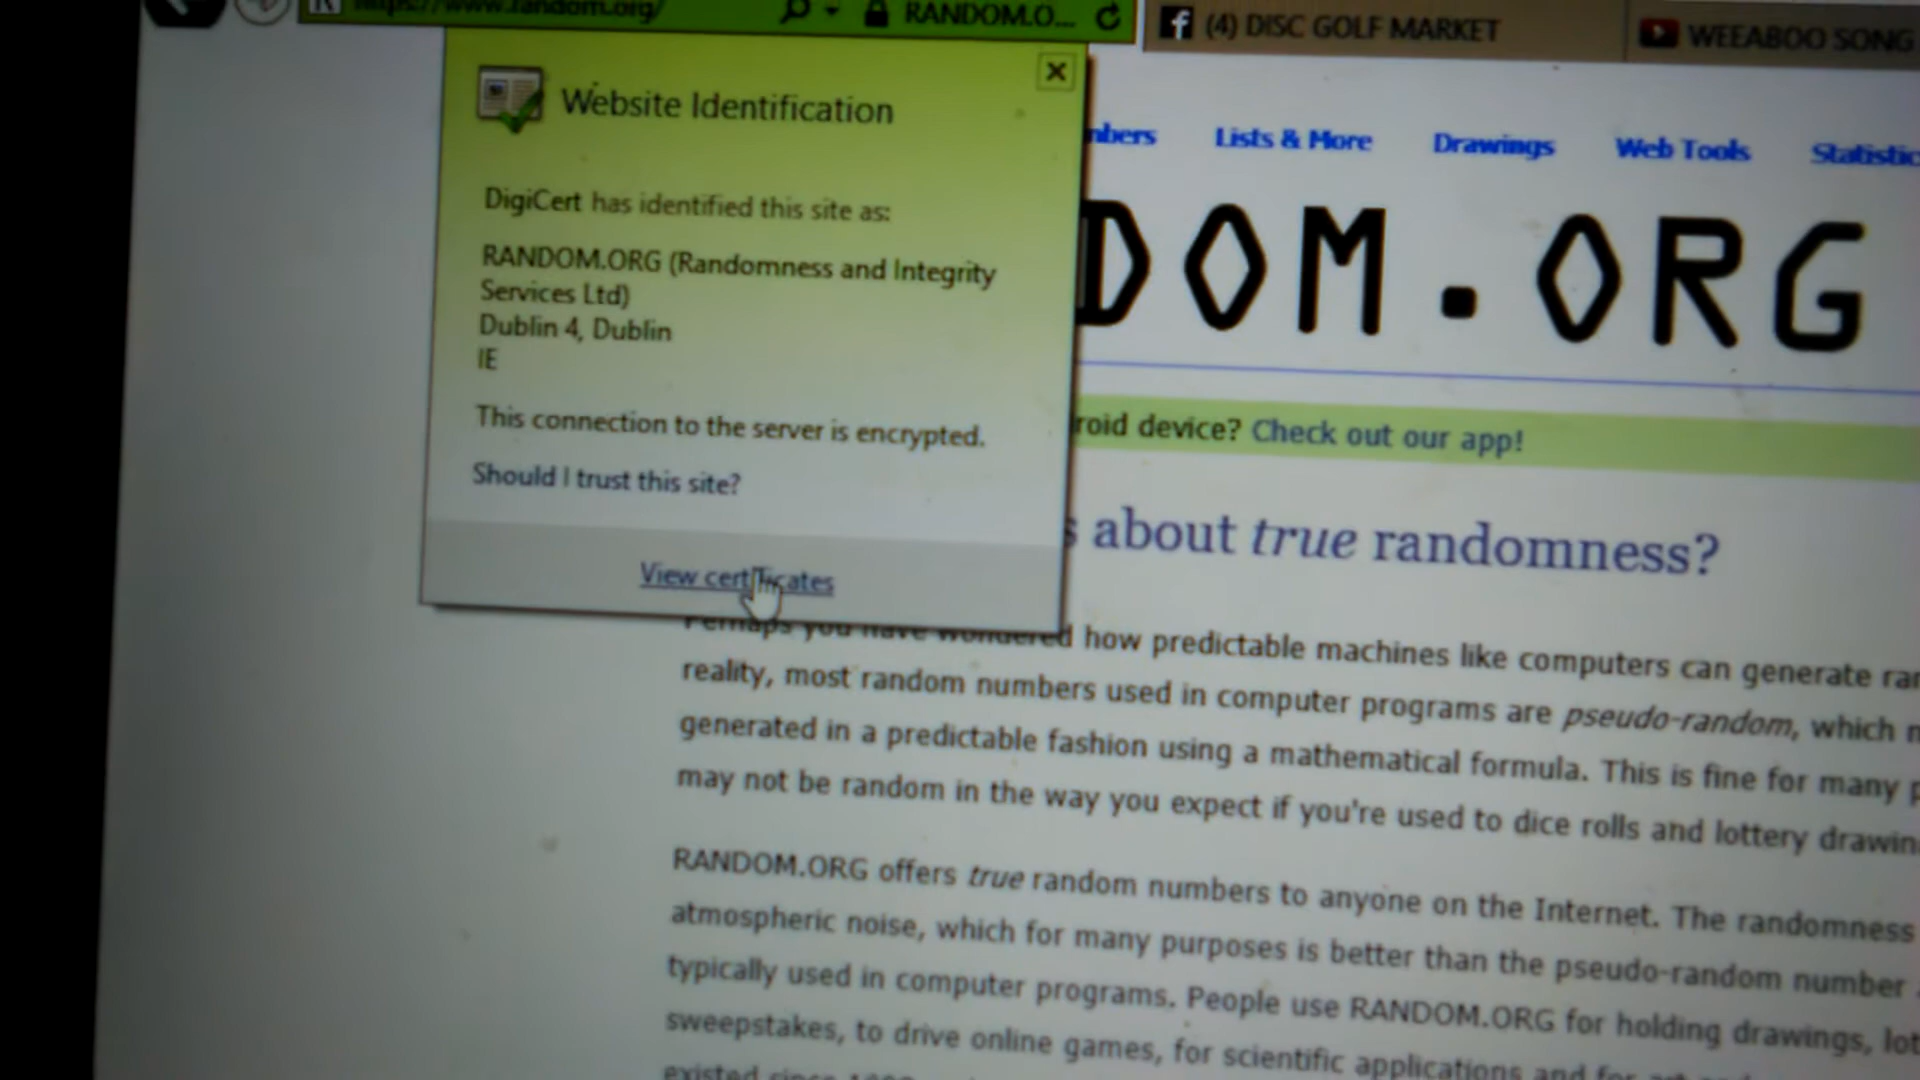 https://www.random.org/
RANDOM.O...
(4) DISC GOLF MARKET
WEEABOO SONG
Website Identification
DigiCert has identified this site as:
RANDOM.ORG (Randomness and Integrity
Services Ltd)
Dublin 4, Dublin
IE
This connection to the server is encrypted.
Should I trust this site?
View certificates
Lists & More
Drawings
Web Tools
DOM.ORG
roid device? Check out our app!
about true randomness?
Perhaps you have wondered how predictable machines like computers can generate
reality, most random numbers used in computer programs are pseudo-random, which
generated in a predictable fashion using a mathematical formula. This is fine for many
may not be random in the way you expect if you're used to dice rolls and lottery
RANDOM.ORG offers true random numbers to anyone on the Internet. The randomness
atmospheric noise, which for many purposes is better than the pseudo-random number
typically used in computer programs. People use RANDOM.ORG for holding drawings,
sweepstakes, to drive online games, for scientific applications and for
existed since